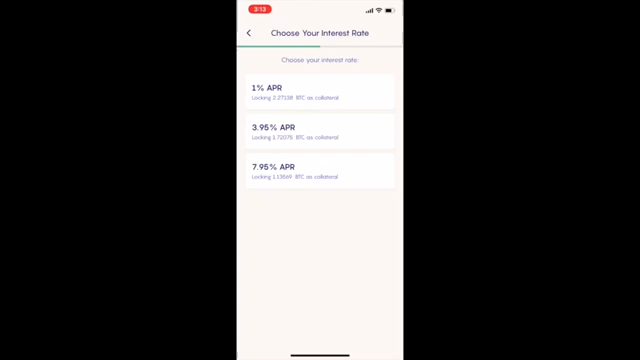 3:13
Choose Your Interest Rate
Choose your interest rate:
1% APR
Locking 2.27138 BTC as collateral
3.95% APR
Locking 1.72076 BTC as collateral
7.95% APR
Locking 1.13569 BTC as collateral